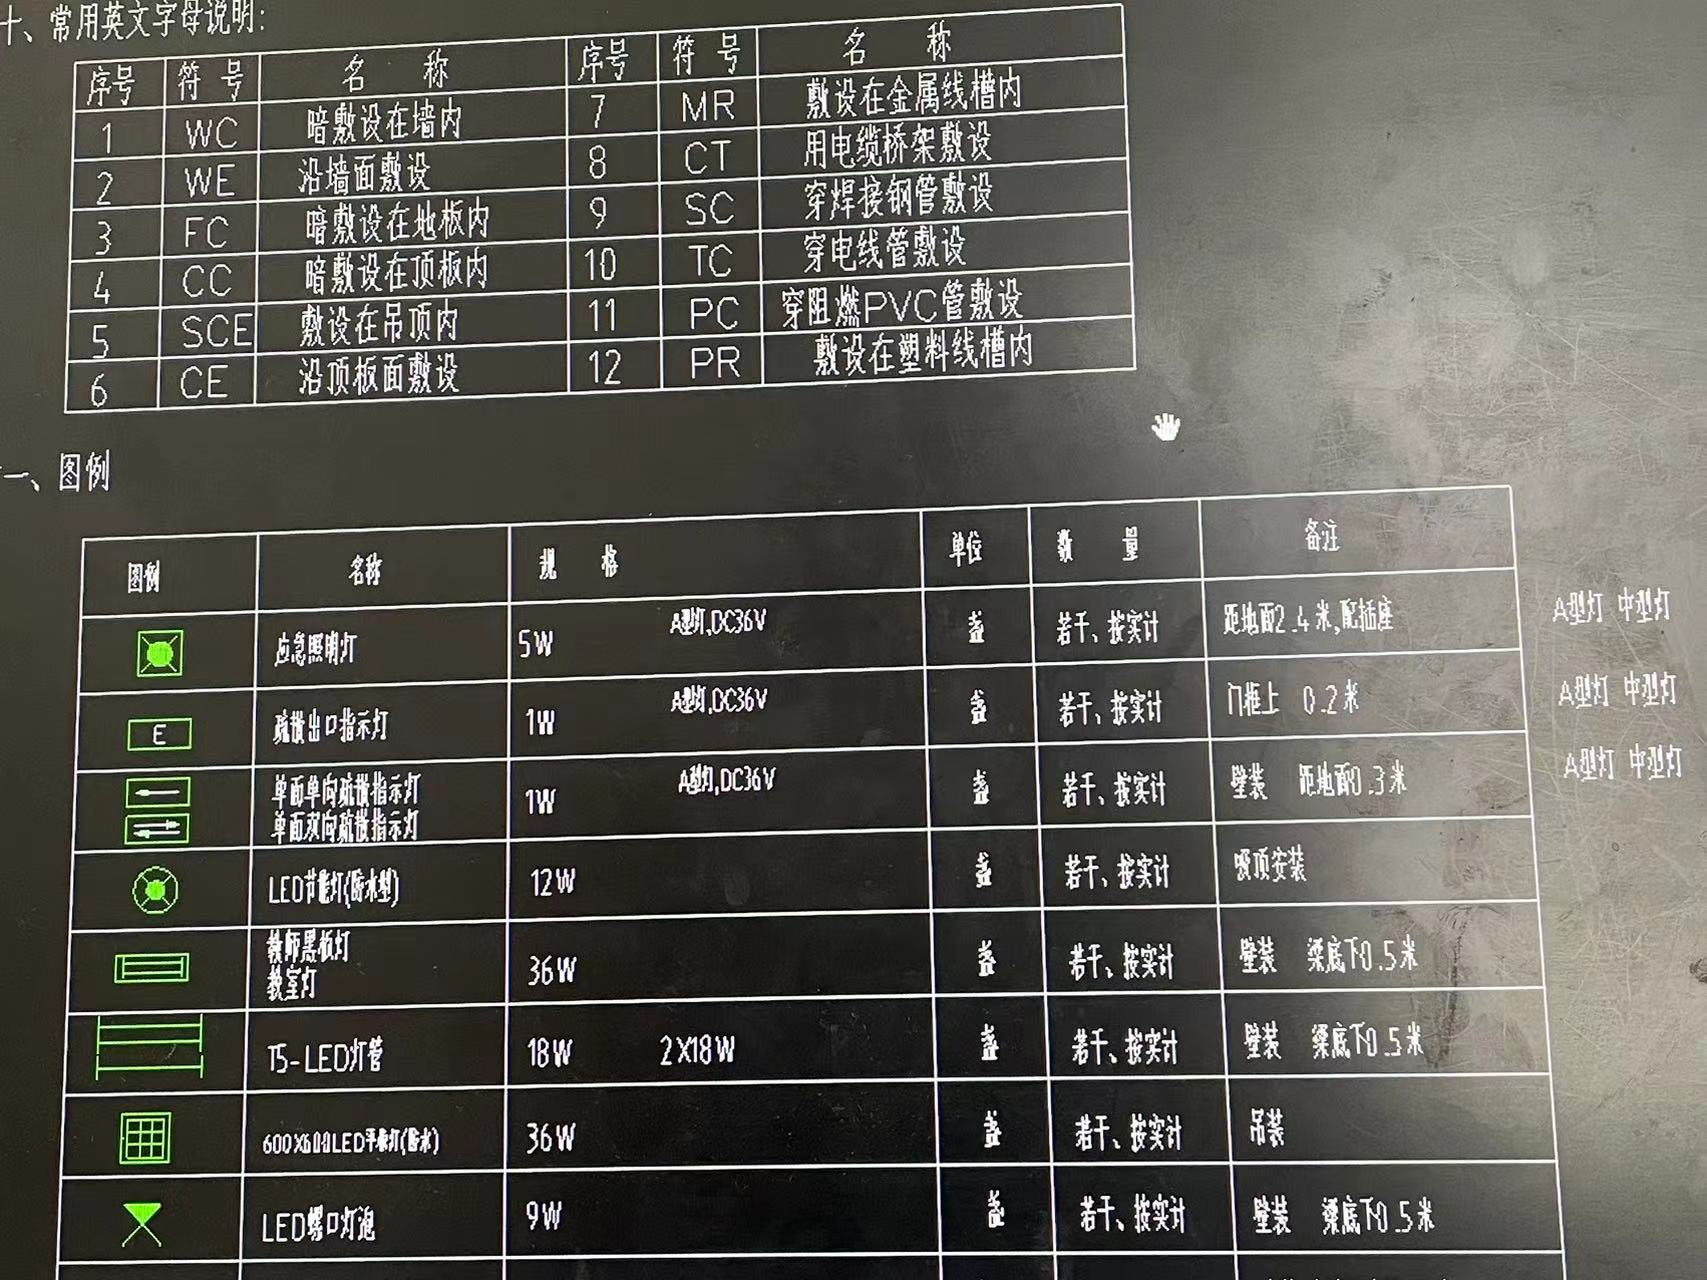 十、常用英文字母说明:
序号 符号 名称 序号 符号 名称
1 WC 暗敷设在墙内 7 MR 敷设在金属线槽内
2 WE 沿墙面敷设 8 CT 用电缆桥架敷设
3 FC 暗敷设在地板内 9 SC 穿焊接钢管敷设
4 CC 暗敷设在顶板内 10 TC 穿电线管敷设
5 SCE 敷设在吊顶内 11 PC 穿阻燃PVC管敷设
6 CE 沿顶板面敷设 12 PR 敷设在塑料线槽内
一、图例
图例 名称 规格 单位 数量 备注
应急照明灯 5W A型灯,DC36V 盏 若干、按实计 距地面2.4米,配插座 A型灯 中型灯
E 疏散出口指示灯 1W A型灯,DC36V 盏 若干、按实计 门框上 0.2米 A型灯 中型灯
单面单向疏散指示灯
单面双向疏散指示灯 1W A型灯,DC36V 盏 若干、按实计 壁装 距地面0.3米 A型灯 中型灯
LED节能灯(防水型) 12W 盏 若干、按实计 吸顶安装
教师黑板灯
教室灯 36W 盏 若干、按实计 壁装 梁底下0.5米
T5-LED灯管 18W 2X18W 盏 若干、按实计 壁装 梁底下0.5米
600X600LED平板灯(防水) 36W 盏 若干、按实计 吊装
LED螺口灯泡 9W 盏 若干、按实计 壁装 梁底下0.5米